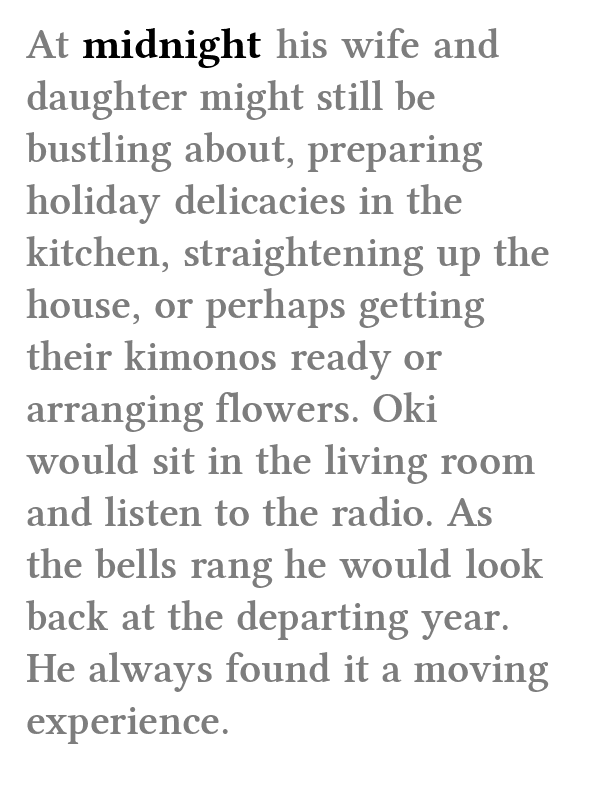 At midnight his wife and
daughter might still be
bustling about, preparing
holiday delicacies in the
kitchen, straightening up the
house, or perhaps getting
their kimonos ready or
arranging flowers. Oki
would sit in the living room
and listen to the radio. As
the bells rang he would look
back at the departing year.
He always found it a moving
experience.